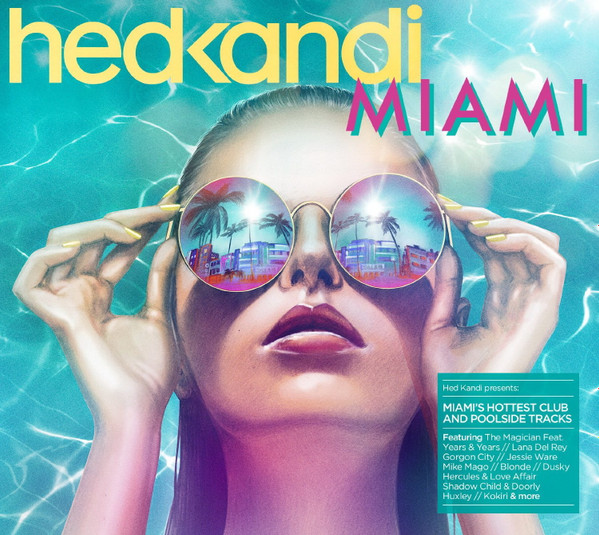 hedkandi
MIAMI
Hed Kandi presents:
MIAMI'S HOTTEST CLUB
AND POOLSIDE TRACKS
Featuring The Magician Feat.
Years & Years // Lana Del Rey
Gorgon City // Jessie Ware
Mike Mago // Blonde // Dusky
Hercules & Love Affair
Shadow Child & Doorly
Huxley // Kokiri & more